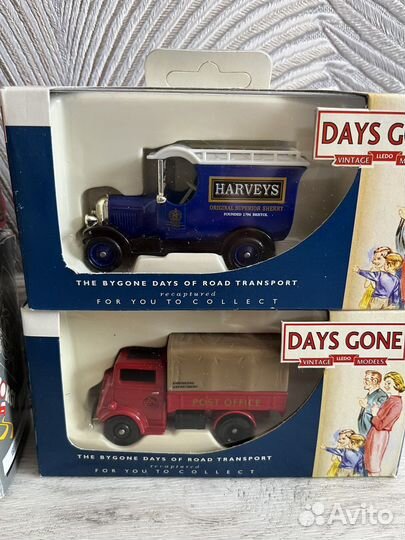 DAYS GONE
VINTAGE LLEDO MODELS
HARVEYS
ORIGINAL SUPERIOR SHERRY
FOUNDED 1796 BRISTOL
THE BYGONE DAYS OF ROAD TRANSPORT
recaptured
FOR YOU TO COLLECT
DAYS GONE
VINTAGE LLEDO MODELS
POST OFFICE
THE BYGONE DAYS OF ROAD TRANSPORT
recaptured
FOR YOU TO COLLECT
Avito